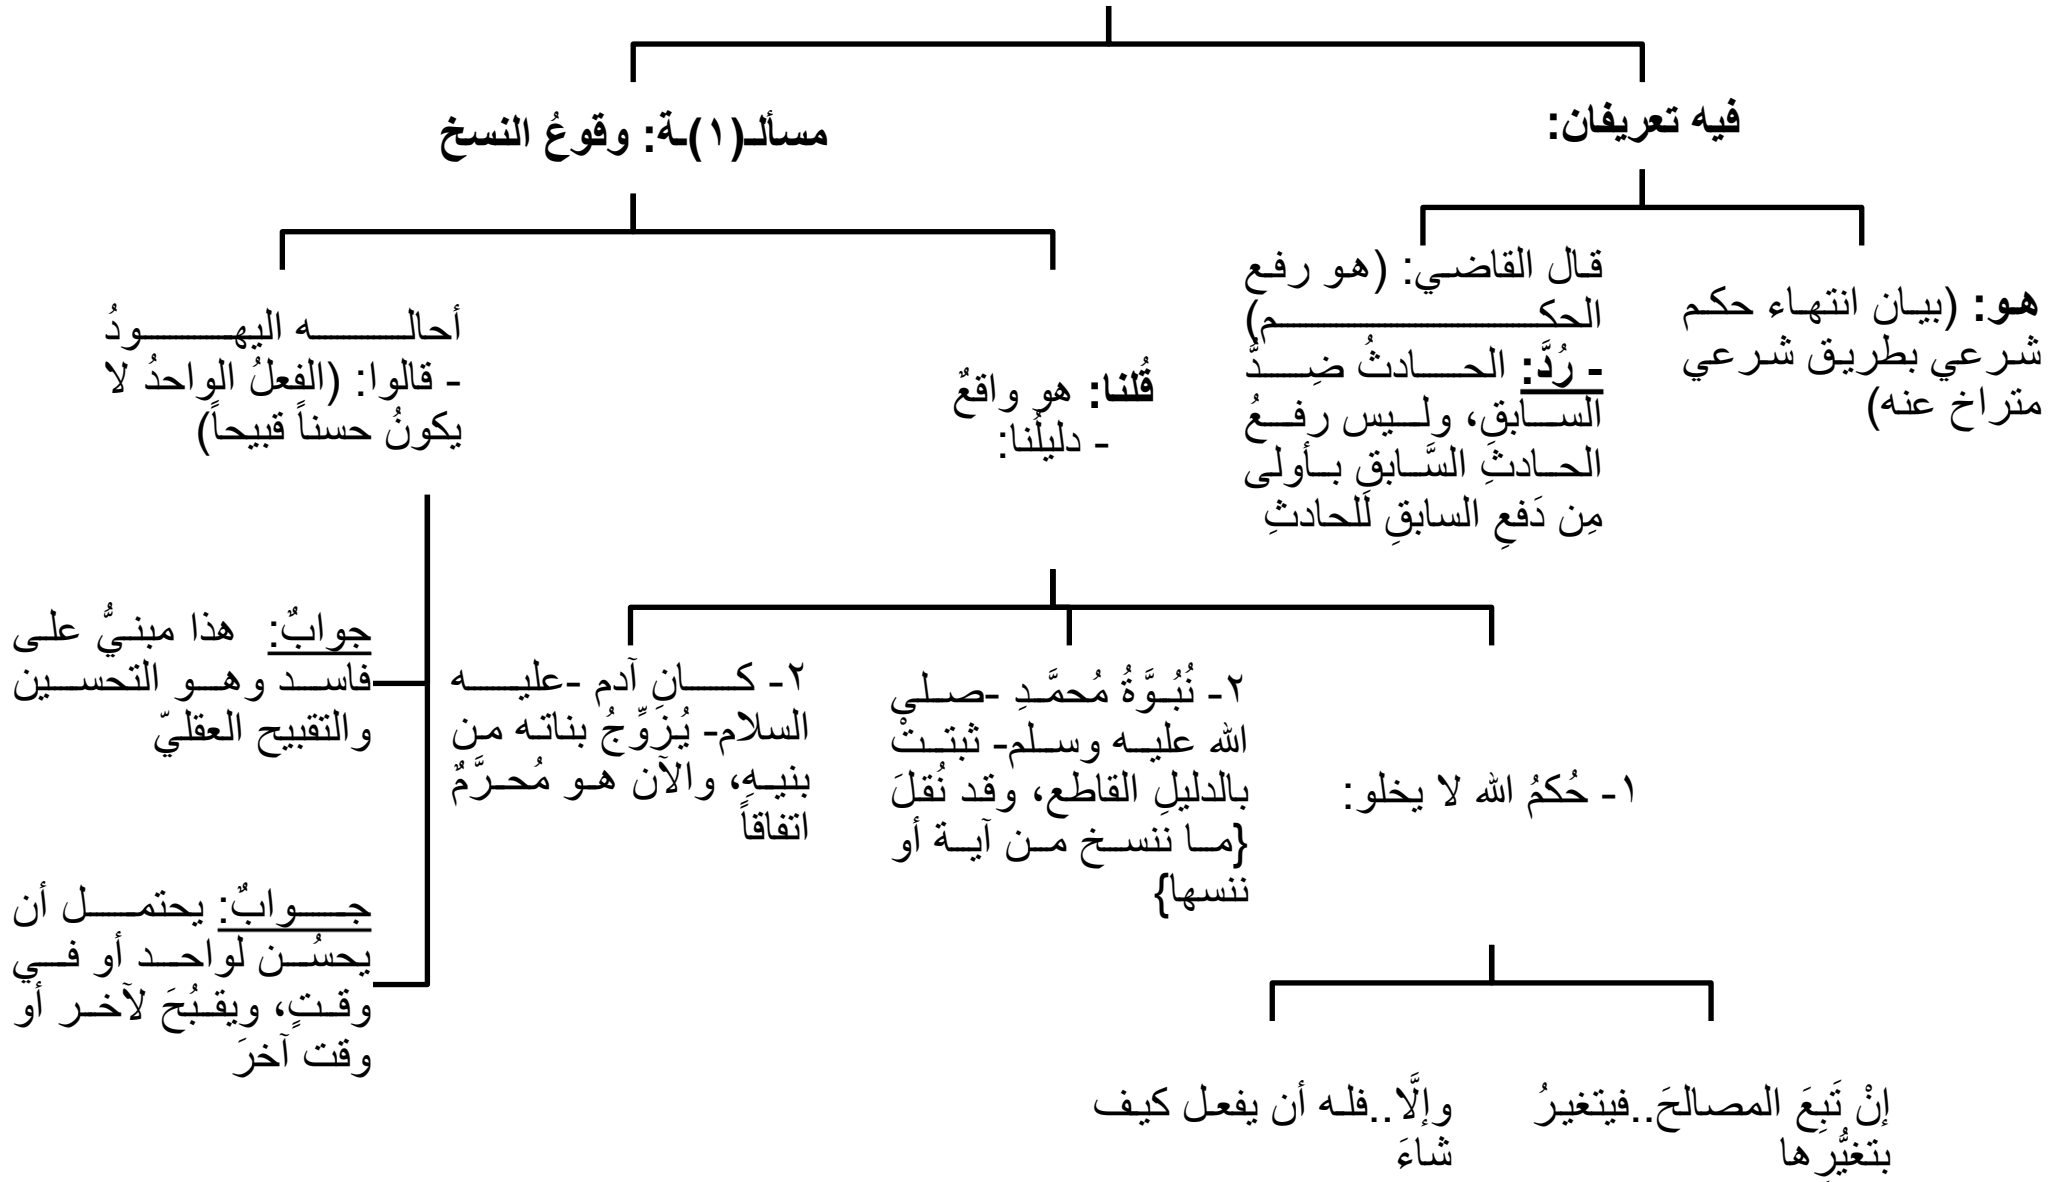 فيه تعريفان:
هو: (بيان انتهاء حكم
شرعي بطريق شرعي
متراخ عنه)
قال القاضي: (هو رفع
الحكم)
- رُدَّ: الحادثُ ضِدُّ
السابقِ، وليس رفعُ
الحادثِ السَّابقِ بأولى
مِن دَفعِ السابقِ للحادثِ
مسألـ(١)ـة: وقوعُ النسخ
قُلنا: هو واقعٌ
- دليلُنا:
١- حُكمُ الله لا يخلو:
إنْ تَبِعَ المصالحَ..فيتغيرُ
بتغيُّرِها
وإلَّا..فله أن يفعل كيف
شاءَ
٢- نُبُوَّةُ مُحمَّدِ -صلى
الله عليه وسلم- ثبتتْ
بالدليلِ القاطع، وقد نُقلَ
{ما ننسخ من آية أو
ننسها}
٢- كانِ آدم -عليه
السلام- يُزَوِّجُ بناته من
بنيهِ، والآن هو مُحرَّمٌ
اتفاقاً
أحاله اليهودُ
- قالوا: (الفعلُ الواحدُ لا
يكونُ حسناً قبيحاً)
جوابٌ: هذا مبنيُّ على
فاسد وهو التحسين
والتقبيح العقليّ
جوابٌ: يحتمل أن
يحسُن لواحد أو في
وقتٍ، ويقبُحَ لآخر أو
وقت آخرَ